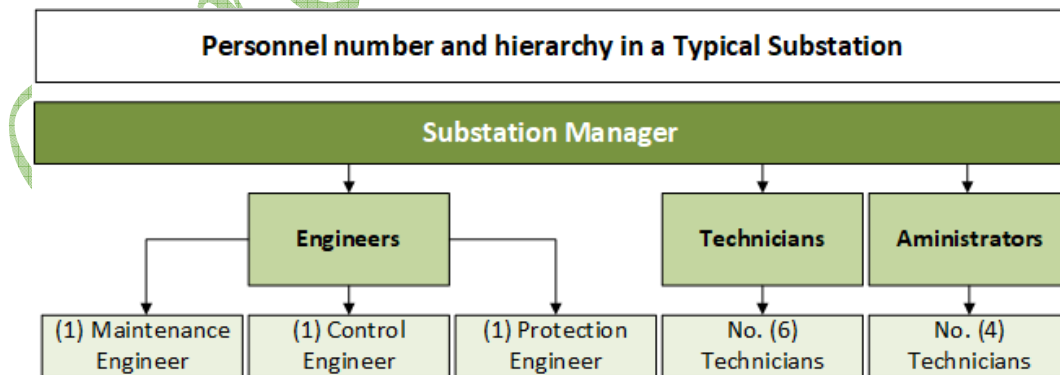 Personnel number and hierarchy in a Typical Substation
Substation Manager
Engineers
Technicians
Aministrators
(1) Maintenance
Engineer
(1) Control
Engineer
(1) Protection
Engineer
No. (6)
Technicians
No. (4)
Technicians